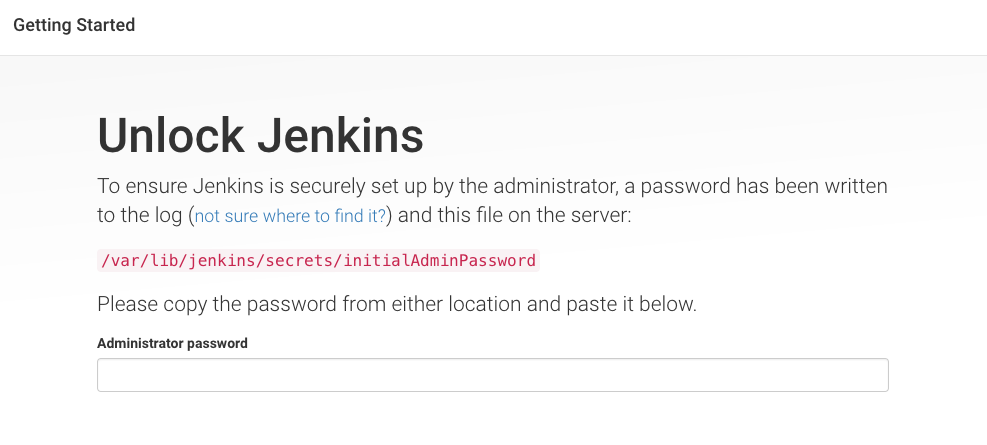 Getting Started
Unlock Jenkins
To ensure Jenkins is securely set up by the administrator, a password has been written
to the log (not sure where to find it?) and this file on the server:
/var/lib/jenkins/secrets/initialAdminPassword
Please copy the password from either location and paste it below.
Administrator password